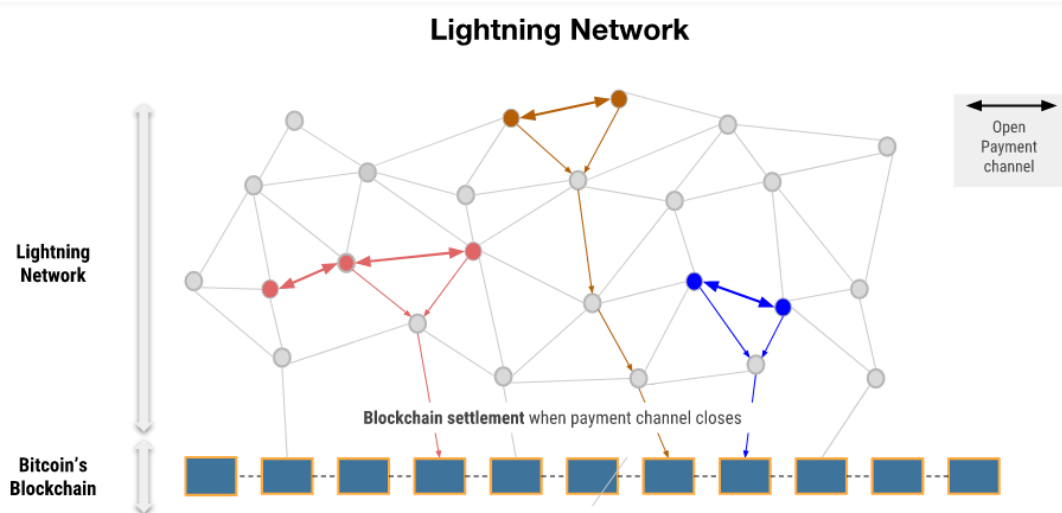 Lightning Network
Open
Payment
channel
Lightning
Network
Blockchain settlement when payment channel closes
Bitcoin's
Blockchain